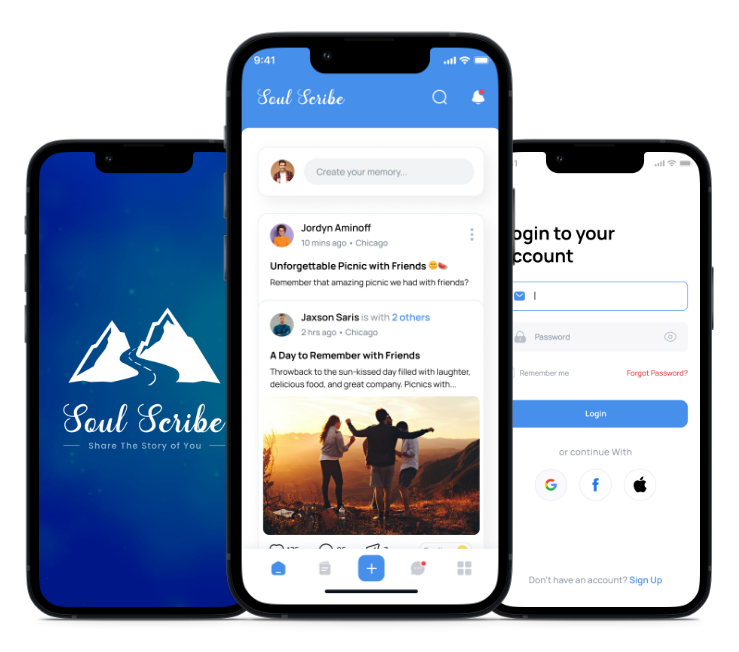 Soul Scribe
Share The Story of You
9:41
Soul Scribe
Create your memory...
Jordyn Aminoff
10 mins ago • Chicago
Unforgettable Picnic with Friends 😋🍉
Remember that amazing picnic we had with friends?
Jaxson Saris is with 2 others
2 hrs ago • Chicago
A Day to Remember with Friends
Throwback to the sun-kissed day filled with laughter,
delicious food, and great company. Picnics with...
ogin to your
ccount
Password
Remember me
Forgot Password?
Login
or continue With
Don't have an account? Sign Up